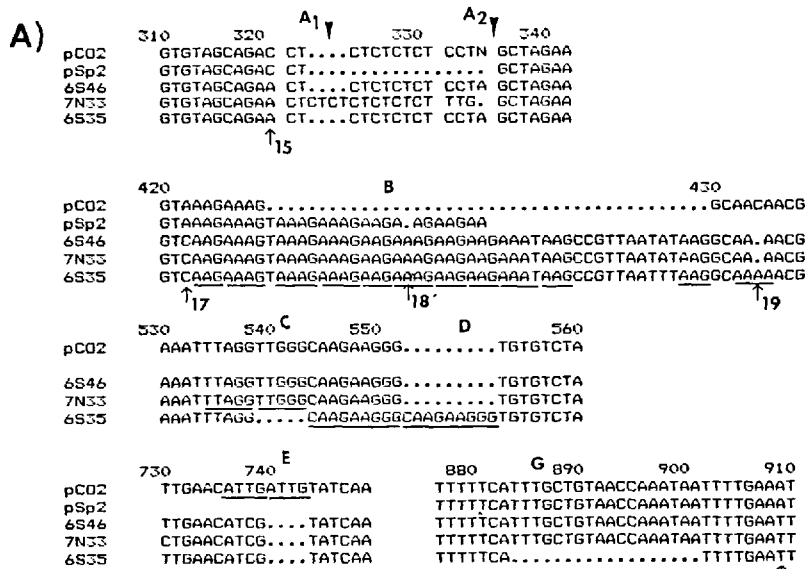 A)
A1 A2
310 320 330 340
pCO2 GTGTAGCAGACC CT....CTCTCTCT CCTN GCTAGAA
pSp2 GTGTAGCAGAC CT................ GCTAGAA
6S46 GTGTAGCAGAA CT....CTCTCTCT CCTA GCTAGAA
7N33 GTGTAGCAGAA CTCTCTCTCTCTCT TTG. GCTAGAA
6S35 GTGTAGCAGAA CT....CTCTCTCT CCTA GCTAGAA
↑15
420 B 430
pCO2 GTAAAGAAAG..........................................GCAACAACG
pSp2 GTAAAGAAAGTAAAGAAAGAAGA.AGAAGAA
6S46 GTCAAGAAAGTAAAGAAAGAAGAAAGAAGAAGAAATAAGCCGTTAATATAAGGCAA.AACG
7N33 GTCAAGAAAGTAAAGAAAGAAGAAAGAAGAAGAAATAAGCCGTTAATATAAGGCAA.AACG
6S35 GTCAAGAAAGTAAAGAAAGAAGAAAGAAGAAGAAATAAGCCGTTAATTTAAGGCAAAAACG
↑17 ↑18´ ↑19
530 540 C 550 D 560
pCO2 AAATTTAGGTTGGGCAAGAAGGG.........TGTGTCTA
6S46 AAATTTAGGTTGGGCAAGAAGGG.........TGTGTCTA
7N33 AAATTTAGGTTGGGCAAGAAGGG.........TGTGTCTA
6S35 AAATTTAGG.....CAAGAAGGGCAAGAAGGGTGTGTCTA
730 740 E 880 G 890 900 910
pCO2 TTGAACATTGATTGTATCAA TTTTTCATTTGCTGTAACCAAATAATTTTGAAAT
pSp2 TTTTTCATTTGCTGTAACCAAATAATTTTGAAAT
6S46 TTGAACATCG....TATCAA TTTTTCATTTGCTGTAACCAAATAATTTTGAATT
7N33 CTGAACATCG....TATCAA TTTTTCATTTGCTGTAACCAAATAATTTTGAATT
6S35 TTGAACATCG....TATCAA TTTTTCA..................TTTTGAATT